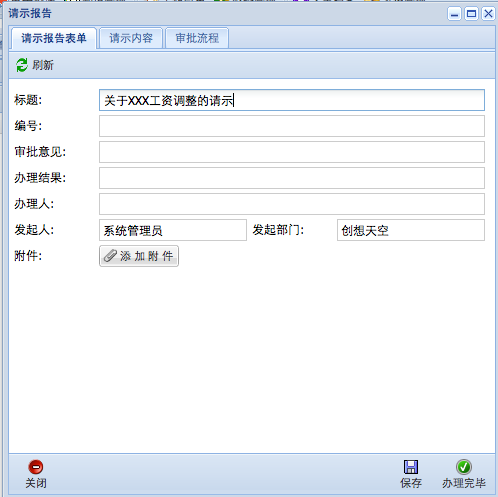 请示报告
请示报告表单 请示内容 审批流程
刷新
标题: 关于XXX工资调整的请示
编号:
审批意见:
办理结果:
办理人:
发起人: 系统管理员 发起部门: 创想天空
附件: 添加附件
关闭 保存 办理完毕